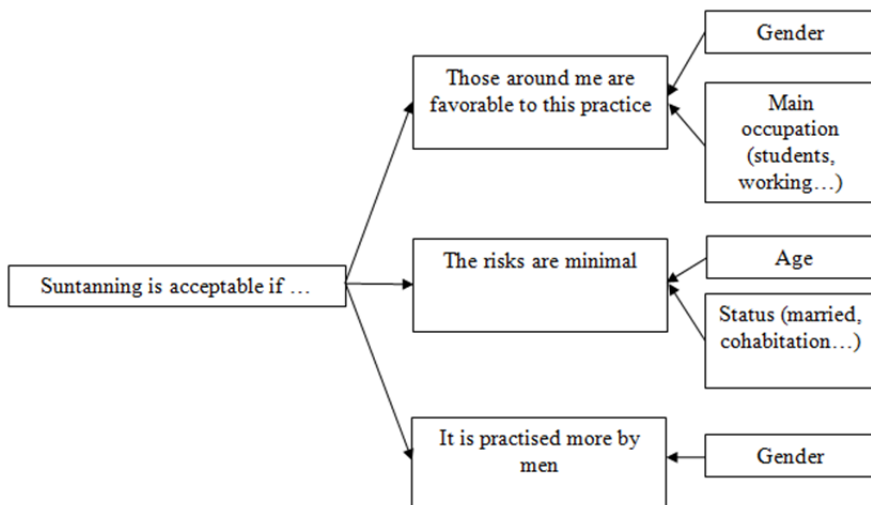 Gender
Those around me are
favorable to this practice
Main
occupation
(students,
working…)
Suntanning is acceptable if …
The risks are minimal
Age
Status (married,
cohabitation…)
It is practised more by
men
Gender